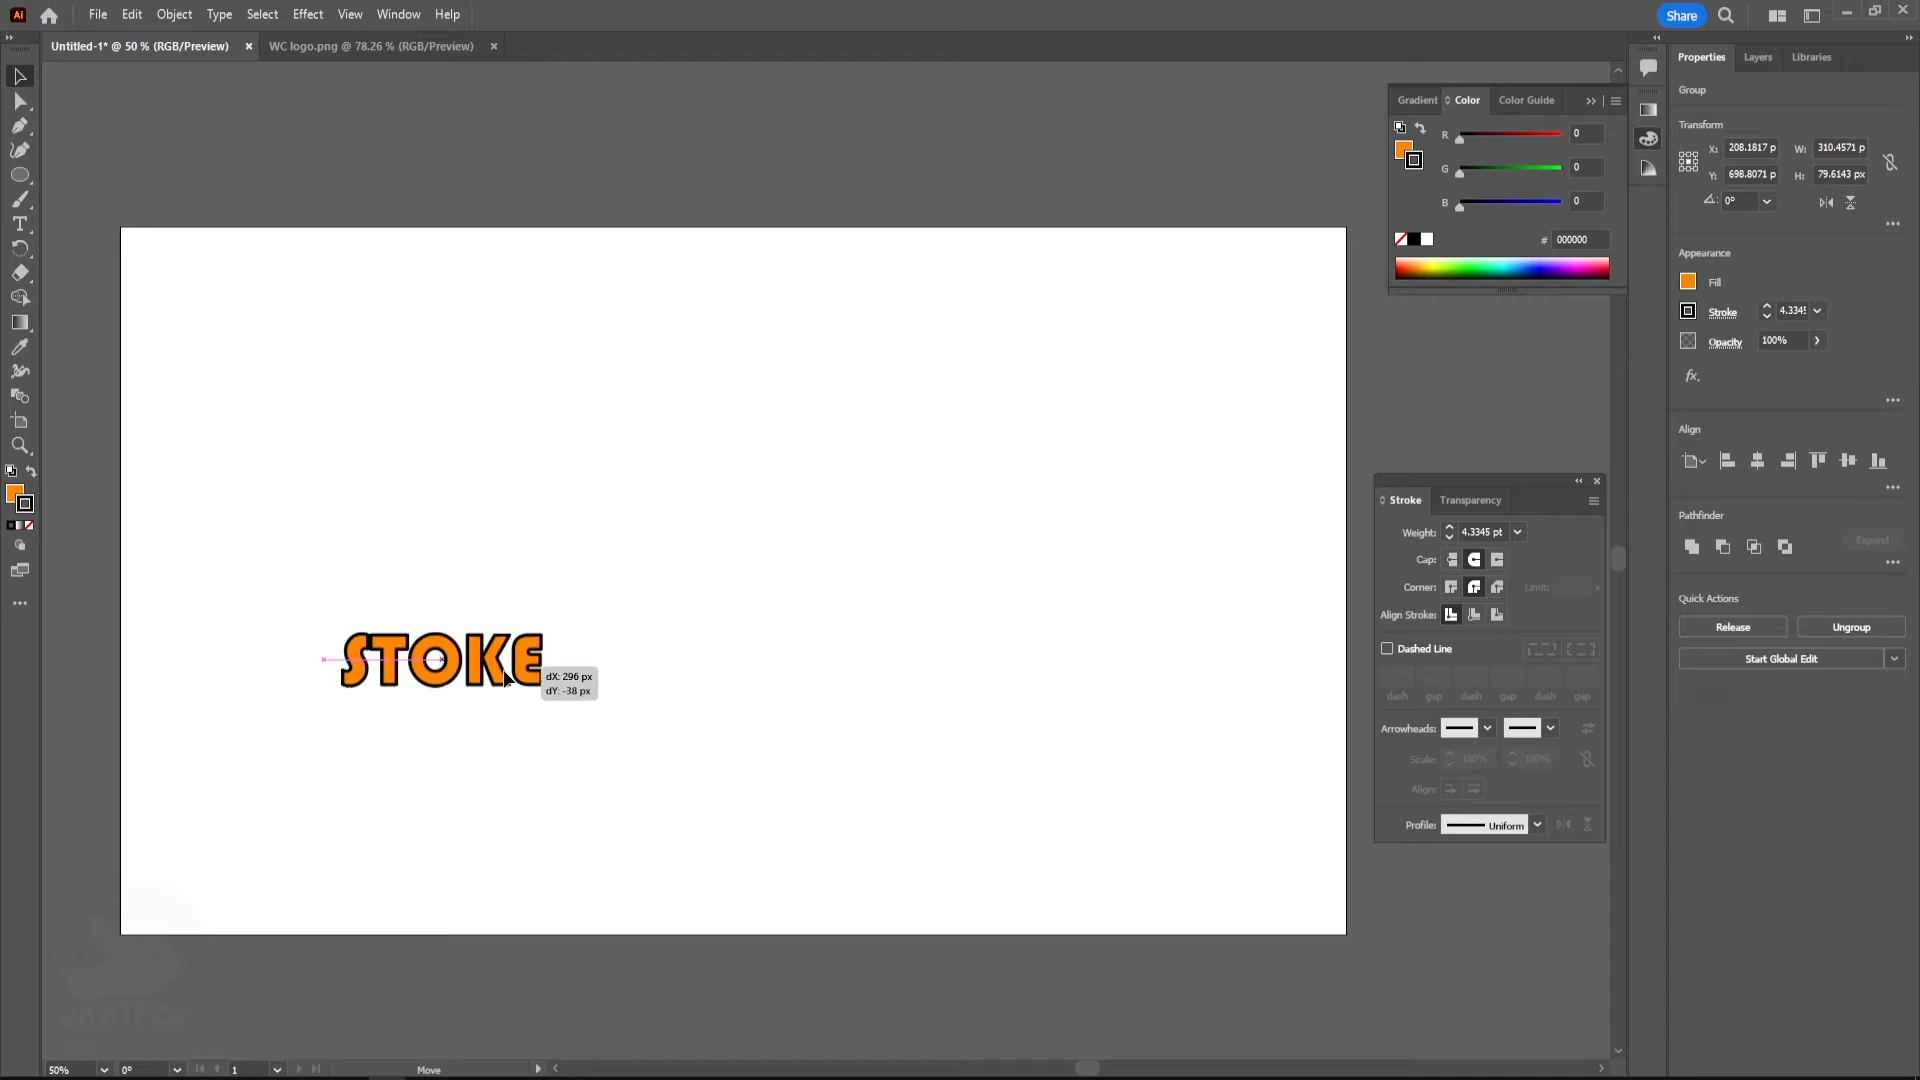 Ai File Edit Object Type Select Effect View Window Help Share
Untitled-1* @ 50 % (RGB/Preview) × WC logo.png @ 78.26 % (RGB/Preview) ×
Properties Layers Libraries
Group
Transform
X: 208.1817 p W: 310.4571 p
Y: 698.8071 p H: 79.6143 px
0°
Appearance
Fill
Stroke 4.3345
Opacity 100%
fx.
Align
Pathfinder
Expand
Quick Actions
Release Ungroup
Start Global Edit
Gradient Color Color Guide
R 0
G 0
B 0
# 000000
Stroke Transparency
Weight: 4.3345 pt
Cap:
Corner: Limit: x
Align Stroke:
Dashed Line
dash gap dash gap dash gap
Arrowheads:
Scale: 100% 100%
Align:
Profile: Uniform
STOKE
dX: 296 px
dY: -38 px
50% 0° 1 Move